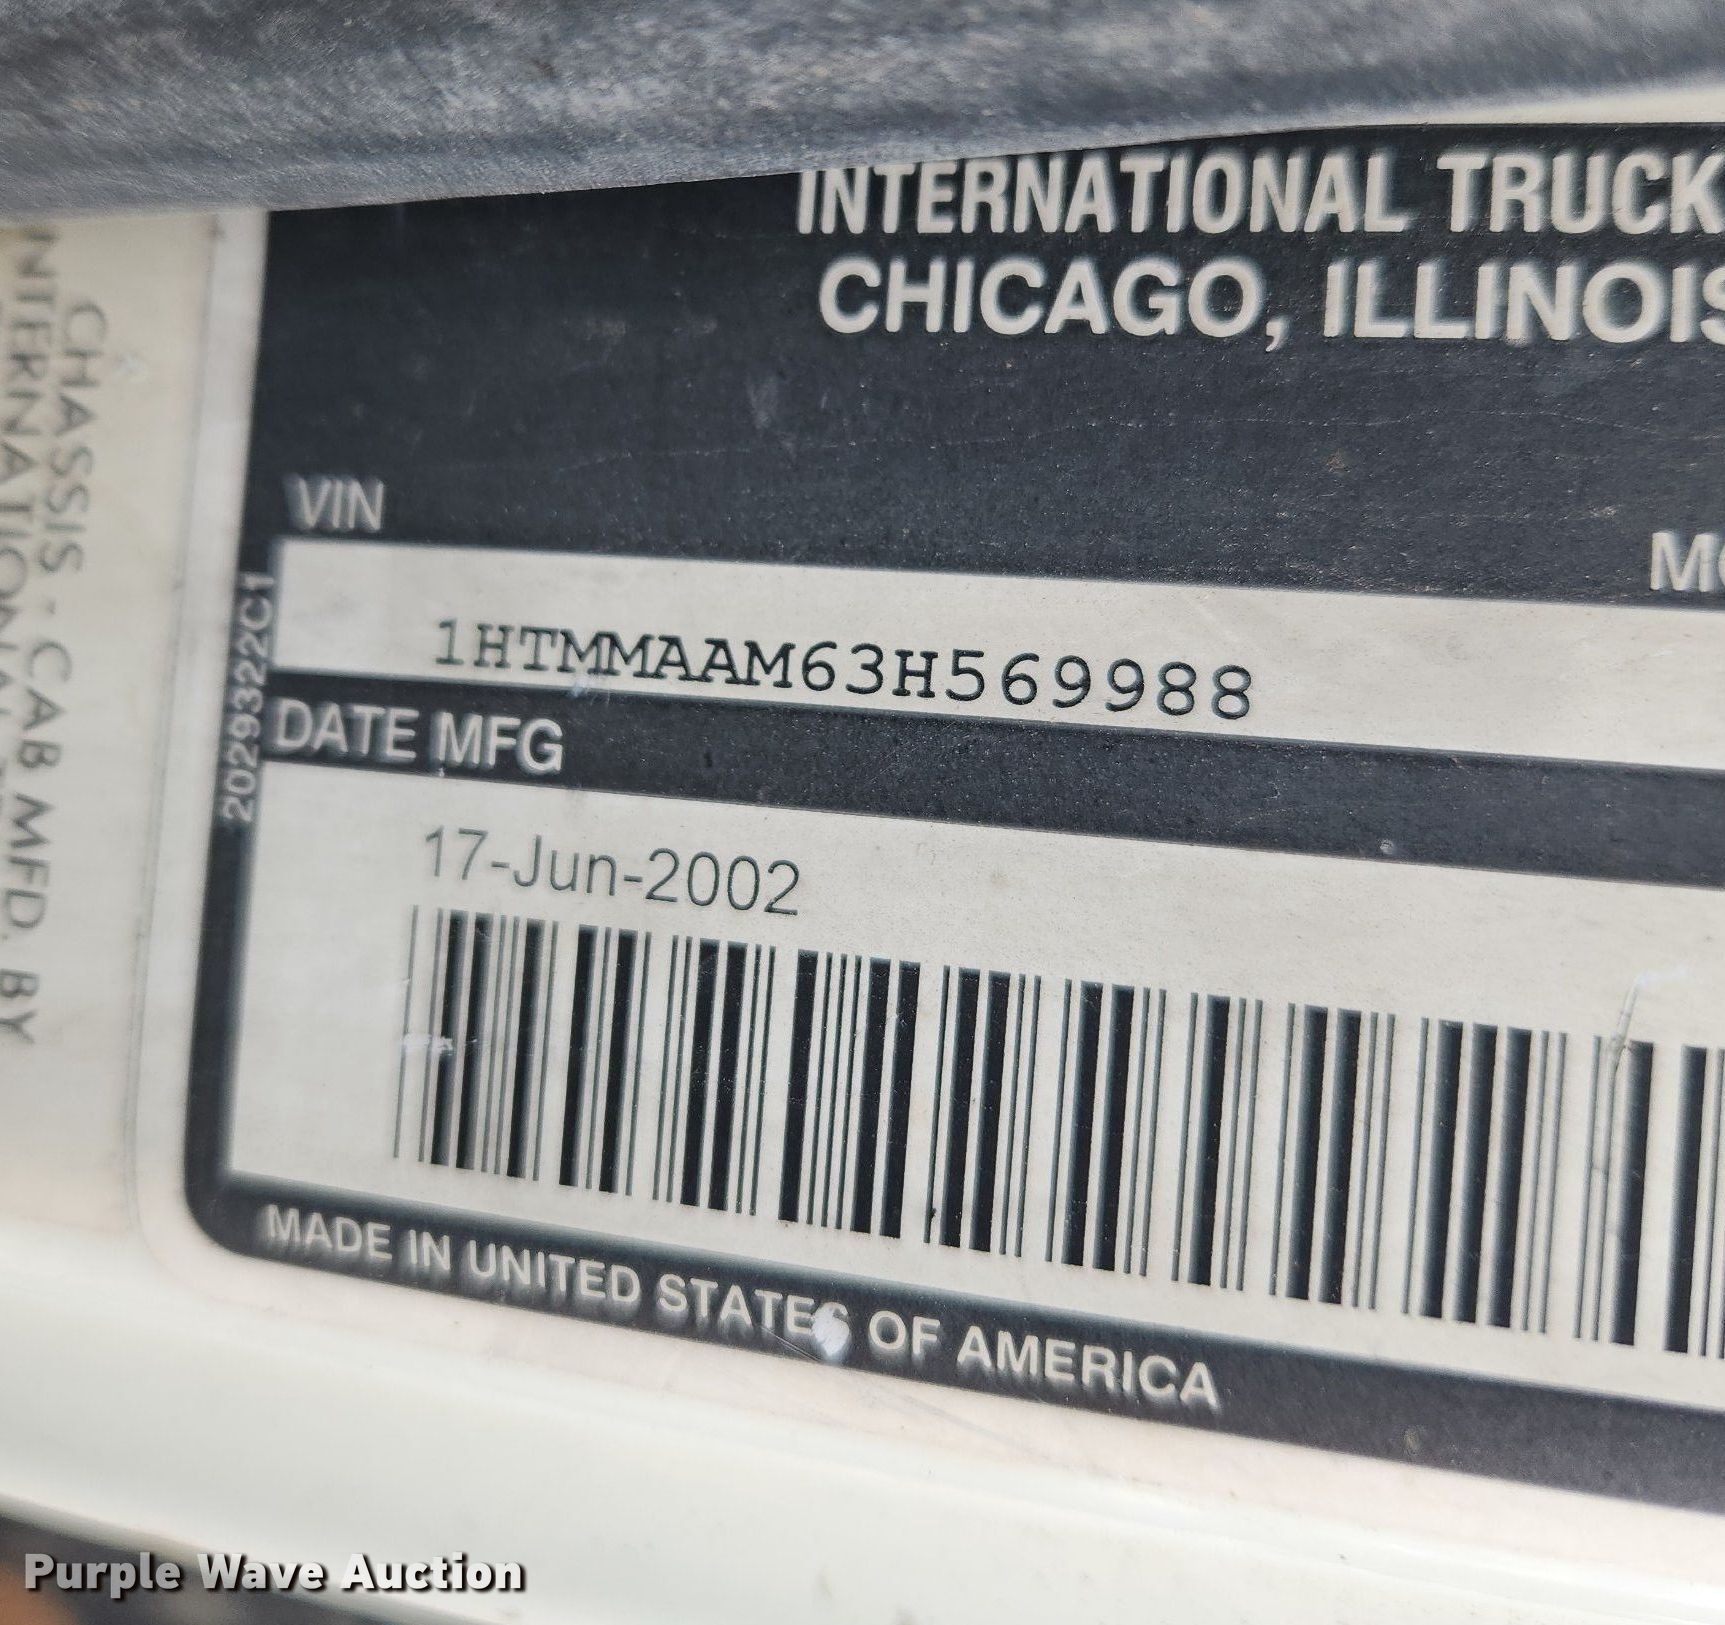 INTERNATIONAL TRUCK
CHICAGO, ILLINOIS
VIN
1HTMMAAM63H569988
DATE MFG
17-Jun-2002
MADE IN UNITED STATES OF AMERICA
2029322C1
CHASSIS - CAB MFD. BY
INTERNATIONAL
Purple Wave Auction